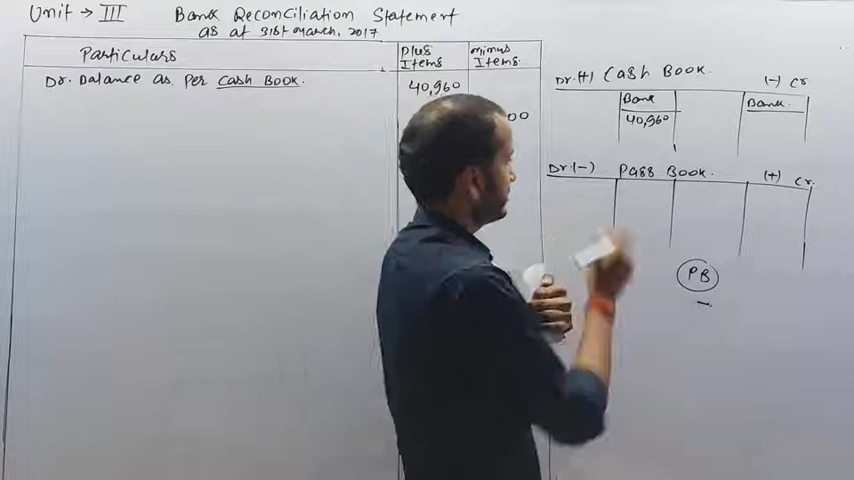 Unit → III Bank Reconciliation Statement
as at 31st march, 2017
Particulars
plus Items
minus Items
Dr. Balance as per Cash Book.
40,960
00
Dr (+) Cash Book. (-) Cr
Bank Bank.
40,960
Dr. (-) Pass Book. (+) Cr.
PB